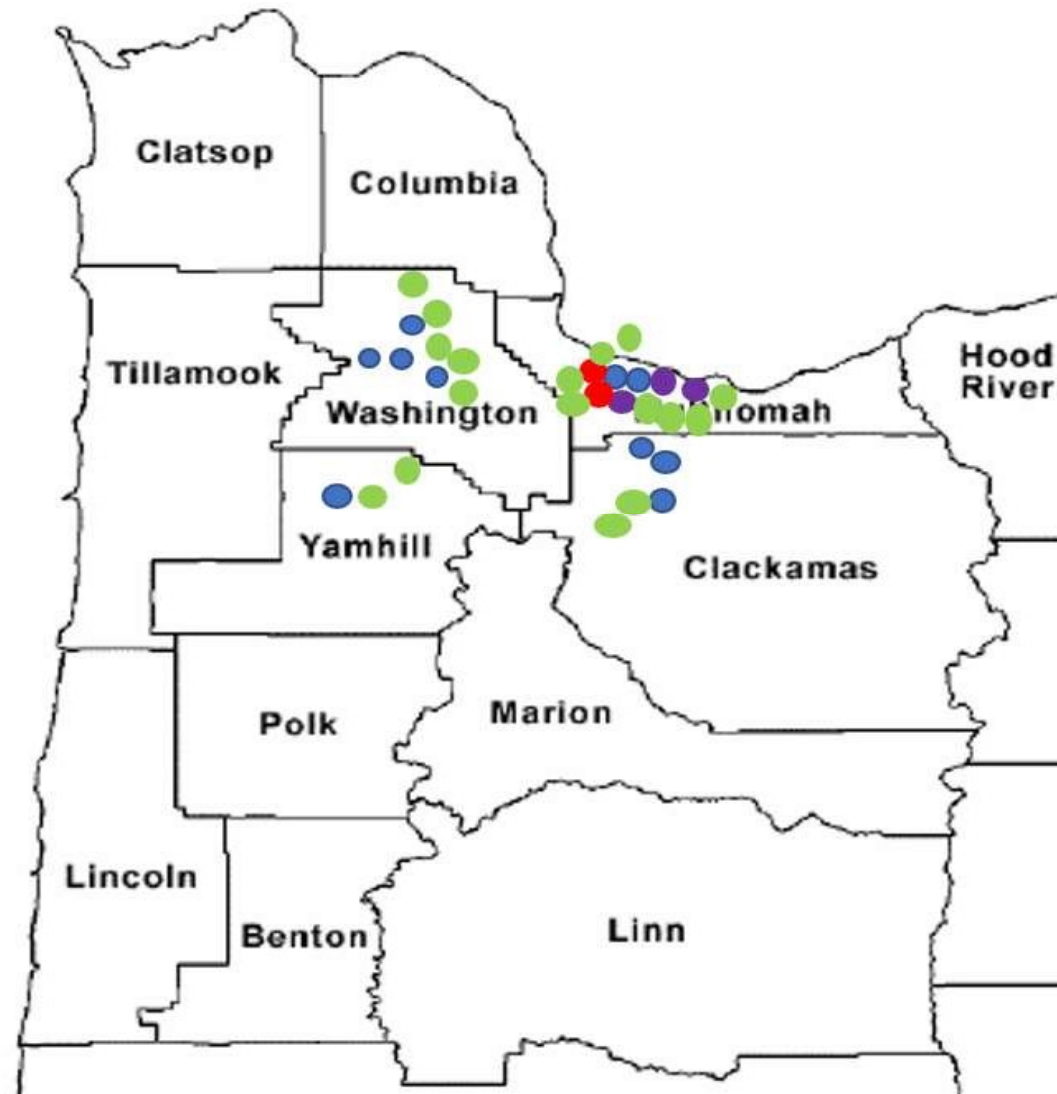 Clatsop
Columbia
Tillamook
Washington
Hood
River
Yamhill
Clackamas
Polk
Marion
Lincoln
Benton
Linn